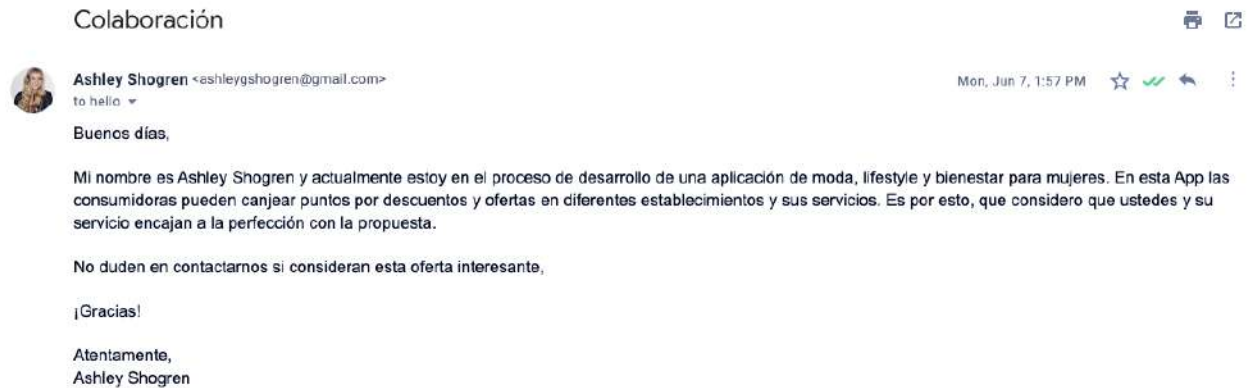 Colaboración
Ashley Shogren <ashleygshogren@gmail.com>
Mon, Jun 7, 1:57 PM
to hello
Buenos días,
Mi nombre es Ashley Shogren y actualmente estoy en el proceso de desarrollo de una aplicación de moda, lifestyle y bienestar para mujeres. En esta App las
consumidoras pueden canjear puntos por descuentos y ofertas en diferentes establecimientos y sus servicios. Es por esto, que considero que ustedes y su
servicio encajan a la perfección con la propuesta.
No duden en contactarnos si consideran esta oferta interesante,
¡Gracias!
Atentamente,
Ashley Shogren